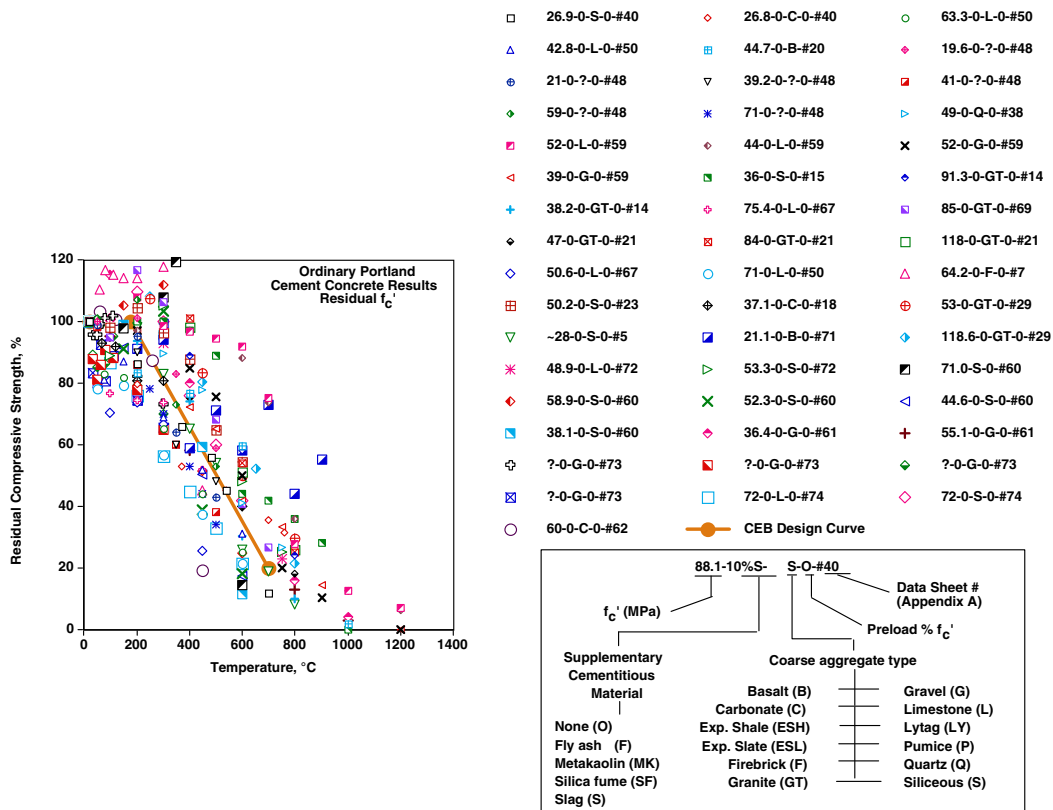 26.9-0-S-0-#40 26.8-0-C-0-#40 63.3-0-L-0-#50
42.8-0-L-0-#50 44.7-0-B-#20 19.6-0-?-0-#48
21-0-?-0-#48 39.2-0-?-0-#48 41-0-?-0-#48
59-0-?-0-#48 71-0-?-0-#48 49-0-Q-0-#38
52-0-L-0-#59 44-0-L-0-#59 52-0-G-0-#59
39-0-G-0-#59 36-0-S-0-#15 91.3-0-GT-0-#14
38.2-0-GT-0-#14 75.4-0-L-0-#67 85-0-GT-0-#69
47-0-GT-0-#21 84-0-GT-0-#21 118-0-GT-0-#21
50.6-0-L-0-#67 71-0-L-0-#50 64.2-0-F-0-#7
50.2-0-S-0-#23 37.1-0-C-0-#18 53-0-GT-0-#29
~28-0-S-0-#5 21.1-0-B-0-#71 118.6-0-GT-0-#29
48.9-0-L-0-#72 53.3-0-S-0-#72 71.0-S-0-#60
58.9-0-S-0-#60 52.3-0-S-0-#60 44.6-0-S-0-#60
38.1-0-S-0-#60 36.4-0-G-0-#61 55.1-0-G-0-#61
?-0-G-0-#73 ?-0-G-0-#73 ?-0-G-0-#73
?-0-G-0-#73 72-0-L-0-#74 72-0-S-0-#74
60-0-C-0-#62 CEB Design Curve
Ordinary Portland
Cement Concrete Results
Residual fc'
120
100
80
60
40
20
0
0 200 400 600 800 1000 1200 1400
Temperature, °C
Residual Compressive Strength, %
88.1-10%S- S-O-#40
Data Sheet #
(Appendix A)
fc' (MPa)
Preload % fc'
Supplementary
Cementitious
Material
None (O)
Fly ash (F)
Metakaolin (MK)
Silica fume (SF)
Slag (S)
Coarse aggregate type
Basalt (B) Gravel (G)
Carbonate (C) Limestone (L)
Exp. Shale (ESH) Lytag (LY)
Exp. Slate (ESL) Pumice (P)
Firebrick (F) Quartz (Q)
Granite (GT) Siliceous (S)